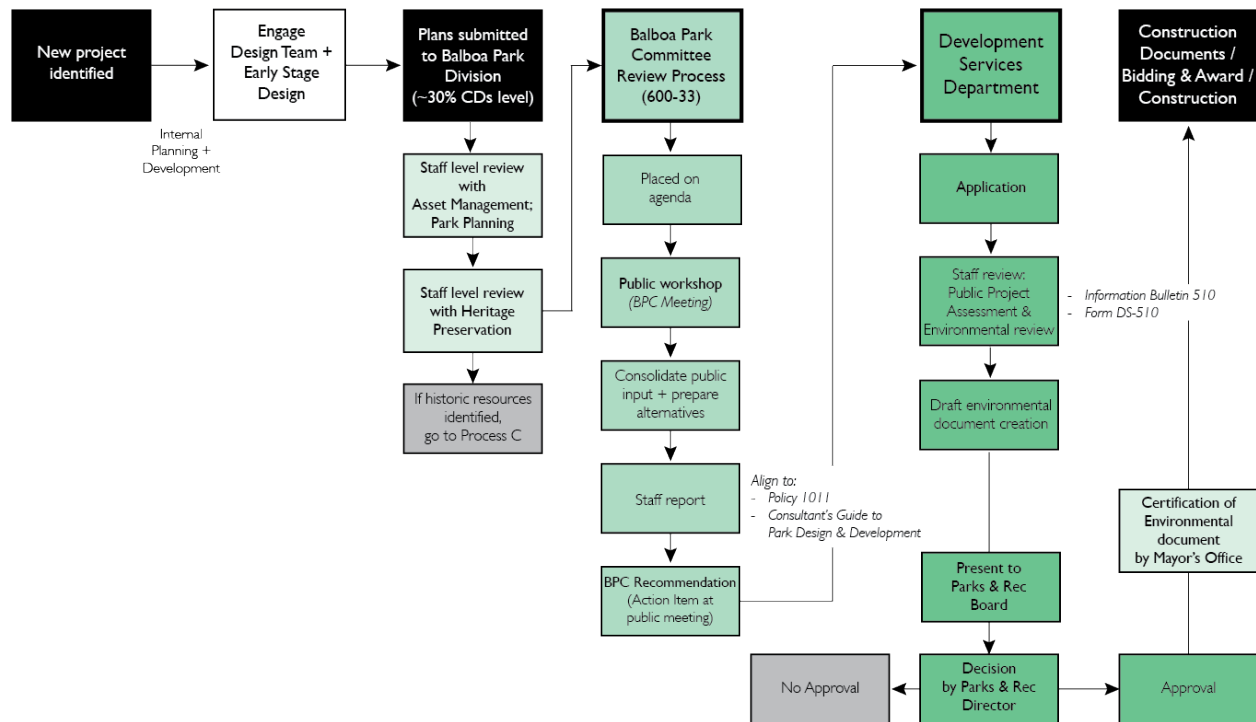 New project
identified
Internal
Planning +
Development
Engage
Design Team +
Early Stage
Design
Plans submitted
to Balboa Park
Division
(~30% CDs level)
Staff level review
with
Asset Management;
Park Planning
Staff level review
with Heritage
Preservation
If historic resources
identified,
go to Process C
Balboa Park
Committee
Review Process
(600-33)
Placed on
agenda
Public workshop
(BPC Meeting)
Consolidate public
input + prepare
alternatives
Staff report
Align to:
- Policy 1011
- Consultant's Guide to
Park Design & Development
BPC Recommendation
(Action Item at
public meeting)
Development
Services
Department
Application
Staff review:
Public Project
Assessment &
Environmental review
- Information Bulletin 510
- Form DS-510
Draft environmental
document creation
Present to
Parks & Rec
Board
Decision
by Parks & Rec
Director
No Approval
Approval
Certification of
Environmental
document
by Mayor's Office
Construction
Documents /
Bidding & Award /
Construction